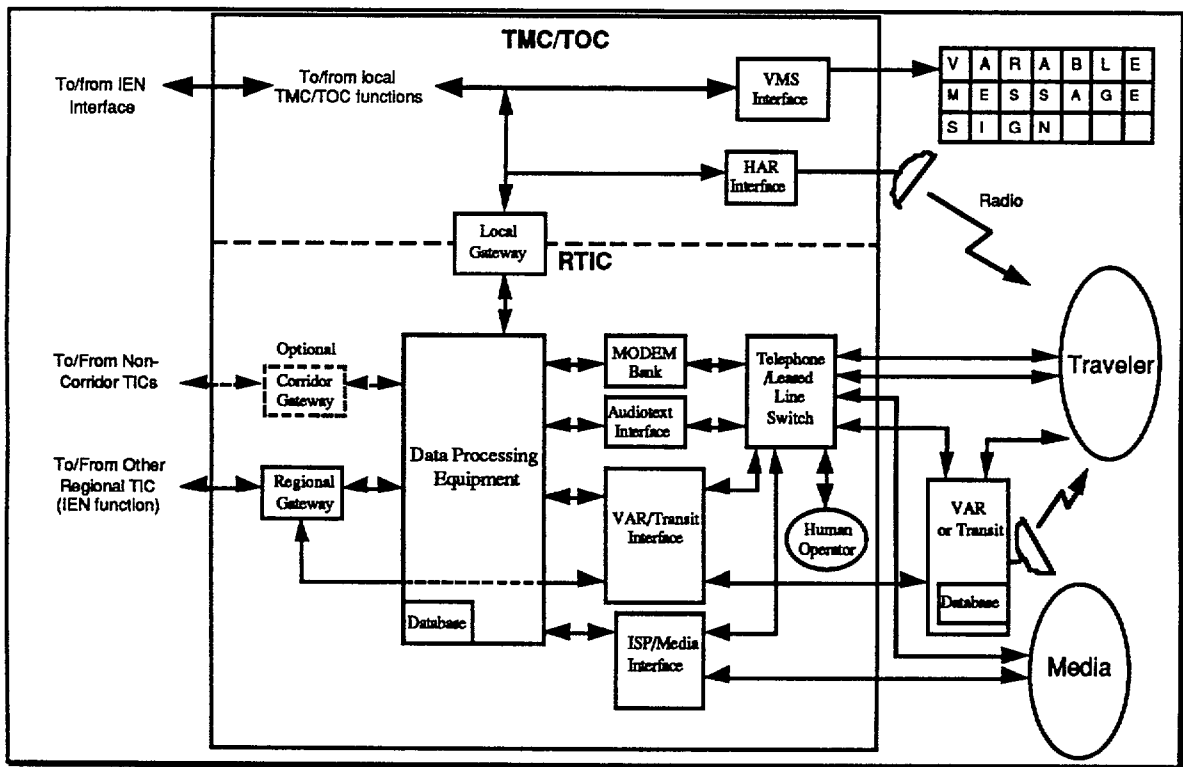 TMC/TOC
To/from IEN
Interface
To/from local
TMC/TOC functions
VMS
Interface
V A R A B L E
M E S S A G E
S I G N
HAR
Interface
Radio
Local
Gateway
RTIC
To/From Non-
Corridor TICs
Optional
Corridor
Gateway
MODEM
Bank
Telephone
/Leased
Line
Switch
Traveler
Audiotext
Interface
Data Processing
Equipment
To/From Other
Regional TIC
(IEN function)
Regional
Gateway
VAR/Transit
Interface
Human
Operator
VAR
or Transit
Database
Database
ISP/Media
Interface
Media